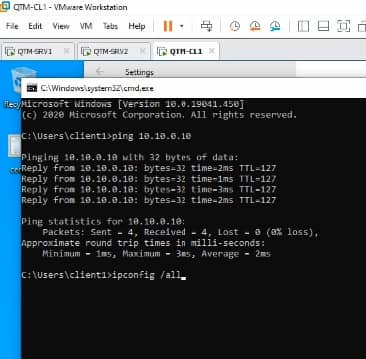 QTM-CL1 - VMware Workstation
File Edit View VM Tabs Help
QTM-SRV1 QTM-SRV2 QTM-CL1
Settings
C:\Windows\system32\cmd.exe
Microsoft Windows [Version 10.0.19041.450]
(c) 2020 Microsoft Corporation. All rights reserved.
C:\Users\client1>ping 10.10.0.10
Pinging 10.10.0.10 with 32 bytes of data:
Reply from 10.10.0.10: bytes=32 time=2ms TTL=127
Reply from 10.10.0.10: bytes=32 time=1ms TTL=127
Reply from 10.10.0.10: bytes=32 time=3ms TTL=127
Reply from 10.10.0.10: bytes=32 time=2ms TTL=127
Ping statistics for 10.10.0.10:
Packets: Sent = 4, Received = 4, Lost = 0 (0% loss),
Approximate round trip times in milli-seconds:
Minimum = 1ms, Maximum = 3ms, Average = 2ms
C:\Users\client1>ipconfig /all_